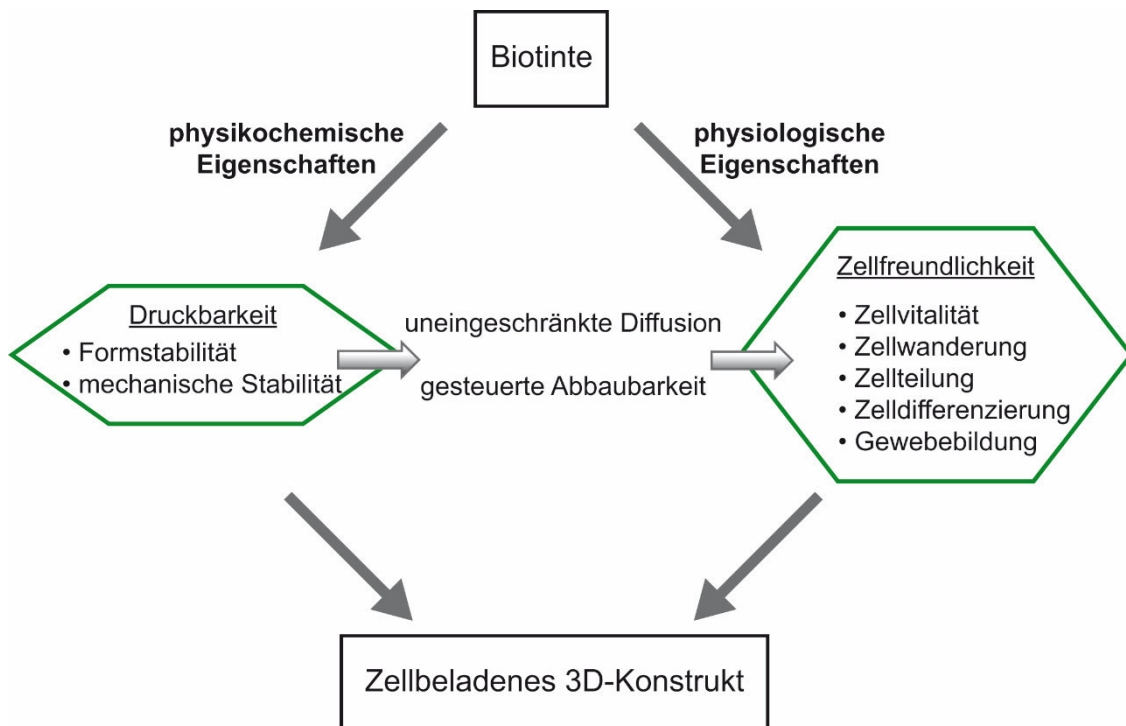 Biotinte
physikochemische
Eigenschaften
physiologische
Eigenschaften
Druckbarkeit
• Formstabilität
• mechanische Stabilität
uneingeschränkte Diffusion
gesteuerte Abbaubarkeit
Zellfreundlichkeit
• Zellvitalität
• Zellwanderung
• Zellteilung
• Zelldifferenzierung
• Gewebebildung
Zellbeladenes 3D-Konstrukt